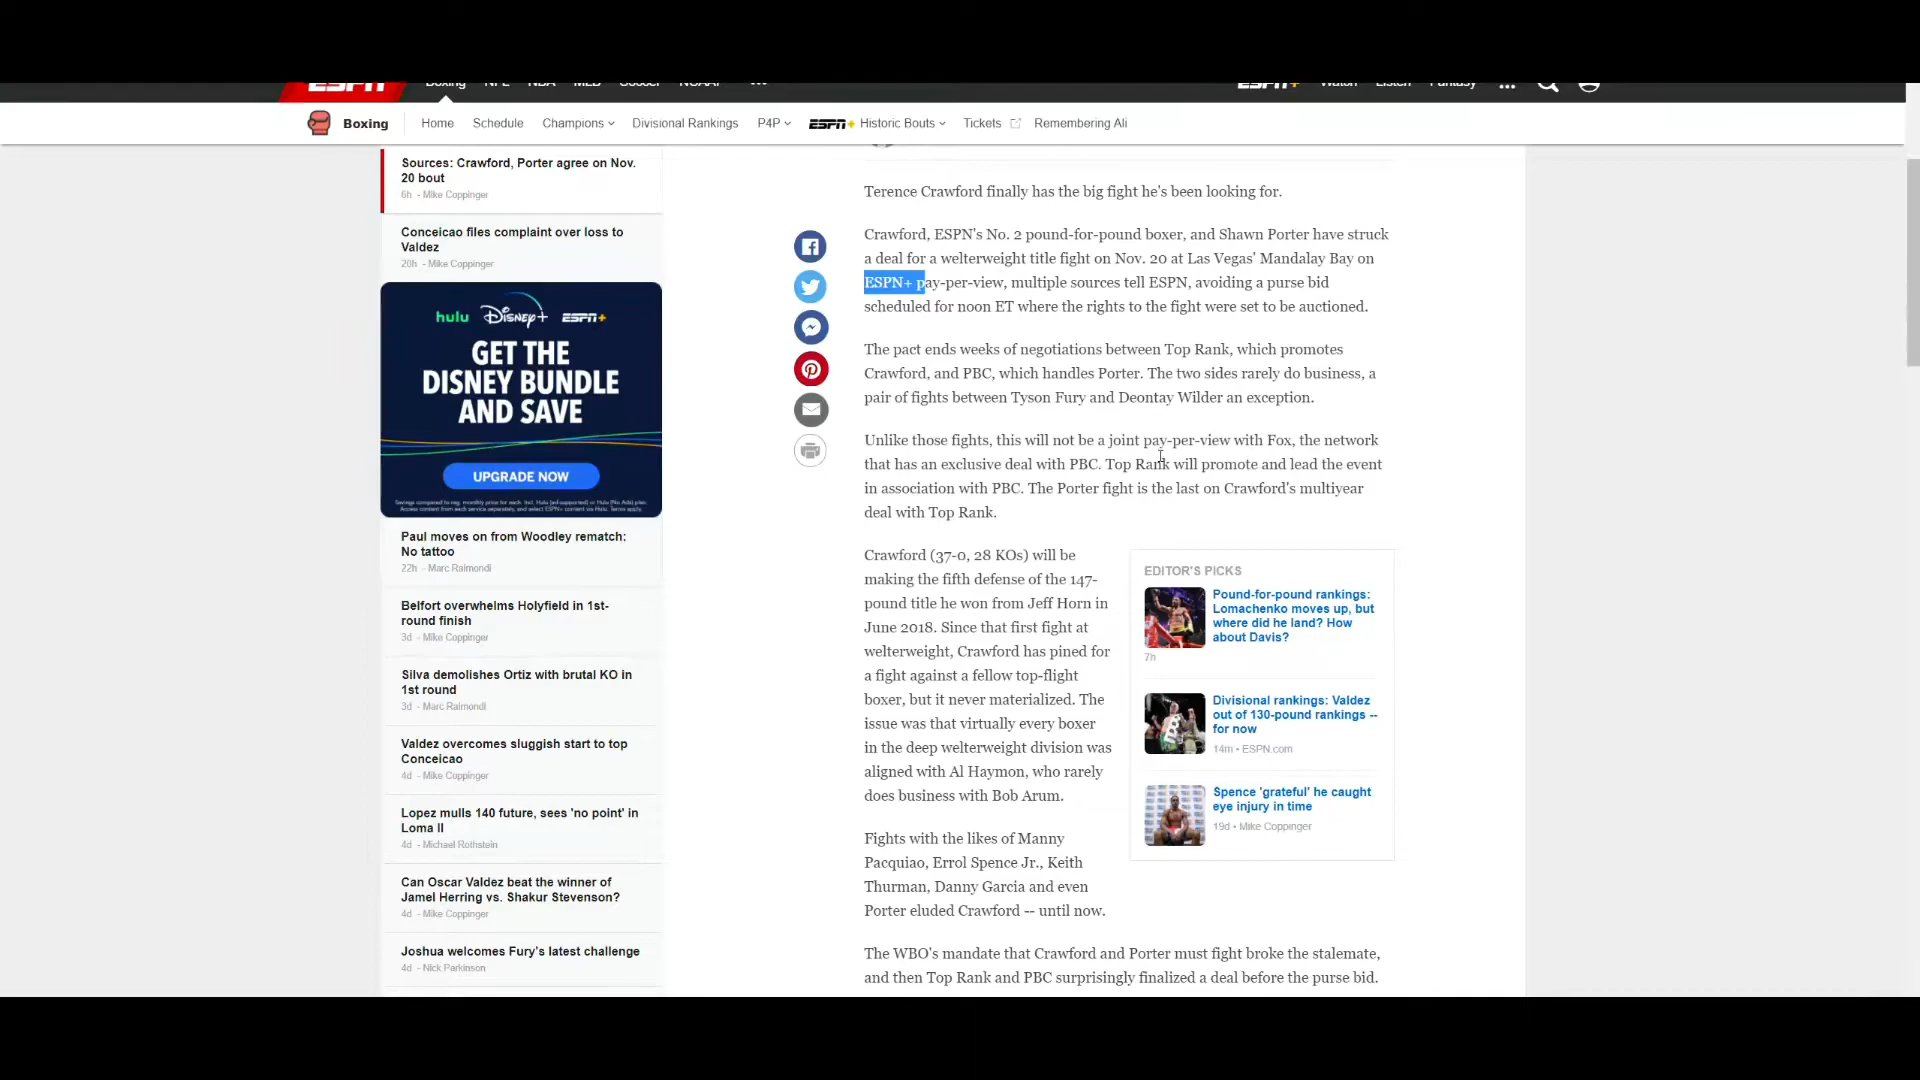 ESPN Boxing NFL NBA MLB Soccer NCAAF ... ESPN+ Watch Listen Fantasy ...
Boxing Home Schedule Champions Divisional Rankings P4P ESPN+ Historic Bouts Tickets Remembering Ali
Sources: Crawford, Porter agree on Nov.
20 bout
6h - Mike Coppinger
Conceicao files complaint over loss to
Valdez
20h - Mike Coppinger
hulu Disney+ ESPN+
GET THE
DISNEY BUNDLE
AND SAVE
UPGRADE NOW
Paul moves on from Woodley rematch:
No tattoo
22h - Marc Raimondi
Belfort overwhelms Holyfield in 1st-
round finish
3d - Mike Coppinger
Silva demolishes Ortiz with brutal KO in
1st round
3d - Marc Raimondi
Valdez overcomes sluggish start to top
Conceicao
4d - Mike Coppinger
Lopez mulls 140 future, sees 'no point' in
Loma II
4d - Michael Rothstein
Can Oscar Valdez beat the winner of
Jamel Herring vs. Shakur Stevenson?
4d - Mike Coppinger
Joshua welcomes Fury's latest challenge
4d - Nick Parkinson
Terence Crawford finally has the big fight he's been looking for.
Crawford, ESPN's No. 2 pound-for-pound boxer, and Shawn Porter have struck
a deal for a welterweight title fight on Nov. 20 at Las Vegas' Mandalay Bay on
ESPN+ pay-per-view, multiple sources tell ESPN, avoiding a purse bid
scheduled for noon ET where the rights to the fight were set to be auctioned.
The pact ends weeks of negotiations between Top Rank, which promotes
Crawford, and PBC, which handles Porter. The two sides rarely do business, a
pair of fights between Tyson Fury and Deontay Wilder an exception.
Unlike those fights, this will not be a joint pay-per-view with Fox, the network
that has an exclusive deal with PBC. Top Rank will promote and lead the event
in association with PBC. The Porter fight is the last on Crawford's multiyear
deal with Top Rank.
Crawford (37-0, 28 KOs) will be
making the fifth defense of the 147-
pound title he won from Jeff Horn in
June 2018. Since that first fight at
welterweight, Crawford has pined for
a fight against a fellow top-flight
boxer, but it never materialized. The
issue was that virtually every boxer
in the deep welterweight division was
aligned with Al Haymon, who rarely
does business with Bob Arum.
Fights with the likes of Manny
Pacquiao, Errol Spence Jr., Keith
Thurman, Danny Garcia and even
Porter eluded Crawford -- until now.
The WBO's mandate that Crawford and Porter must fight broke the stalemate,
and then Top Rank and PBC surprisingly finalized a deal before the purse bid.
EDITOR'S PICKS
Pound-for-pound rankings:
Lomachenko moves up, but
where did he land? How
about Davis?
7h
Divisional rankings: Valdez
out of 130-pound rankings --
for now
14m • ESPN.com
Spence 'grateful' he caught
eye injury in time
19d • Mike Coppinger